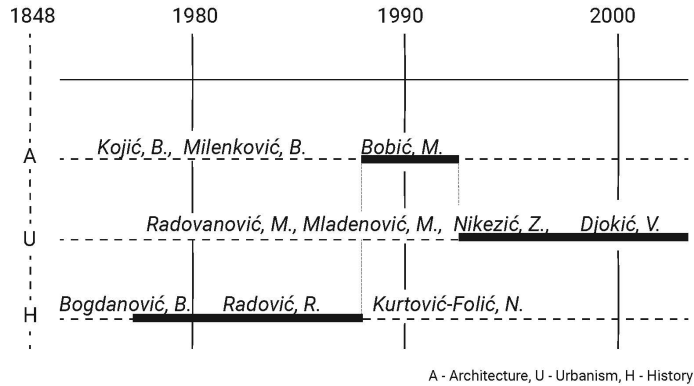 1848 1980 1990 2000
A Kojić, B., Milenković, B. Bobić, M.
U Radovanović, M., Mladenović, M., Nikezić, Z., Djokić, V.
H Bogdanović, B. Radović, R. Kurtović-Folić, N.
A - Architecture, U - Urbanism, H - History